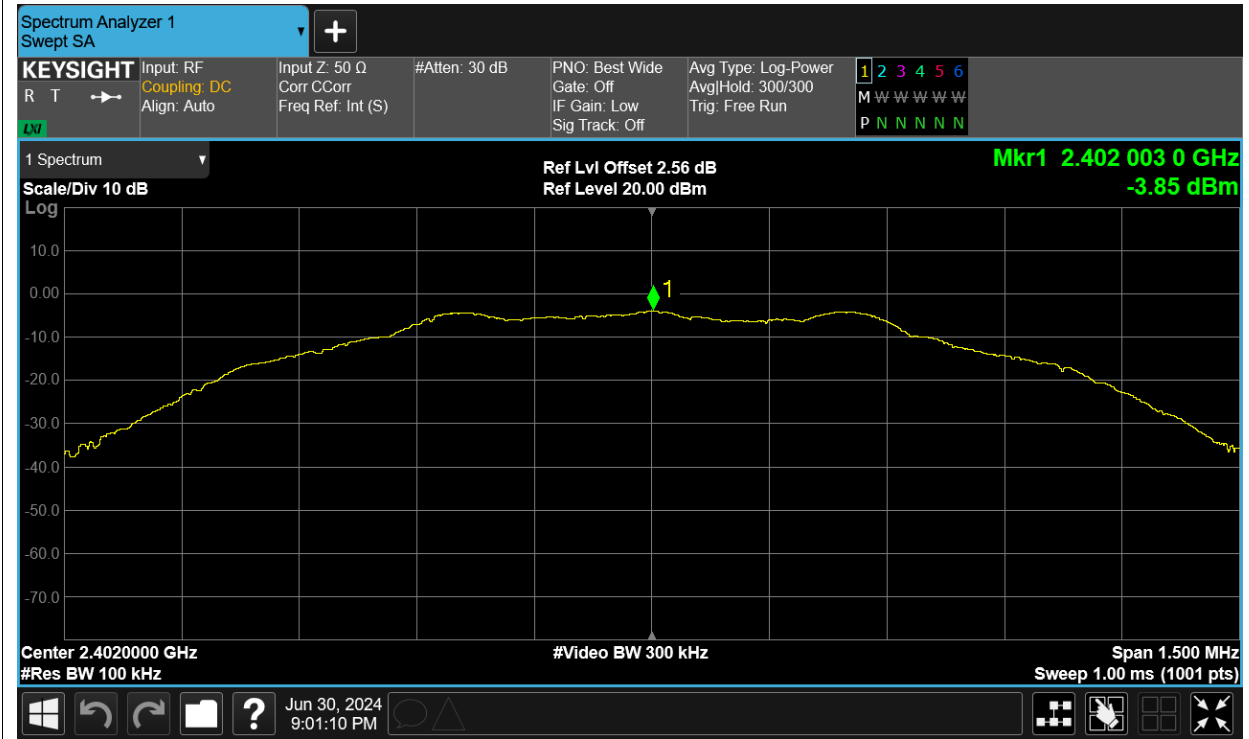 Spectrum Analyzer 1
Swept SA
KEYSIGHT
R T
LXI
Input: RF
Coupling: DC
Align: Auto
Input Z: 50 Ω
Corr CCorr
Freq Ref: Int (S)
#Atten: 30 dB
PNO: Best Wide
Gate: Off
IF Gain: Low
Sig Track: Off
Avg Type: Log-Power
Avg|Hold: 300/300
Trig: Free Run
1 2 3 4 5 6
M W W W W W
P N N N N N
1 Spectrum
Scale/Div 10 dB
Log
Ref Lvl Offset 2.56 dB
Ref Level 20.00 dBm
Mkr1 2.402 003 0 GHz
-3.85 dBm
10.0
0.00
-10.0
-20.0
-30.0
-40.0
-50.0
-60.0
-70.0
1
Center 2.4020000 GHz
#Res BW 100 kHz
#Video BW 300 kHz
Span 1.500 MHz
Sweep 1.00 ms (1001 pts)
?
Jun 30, 2024
9:01:10 PM